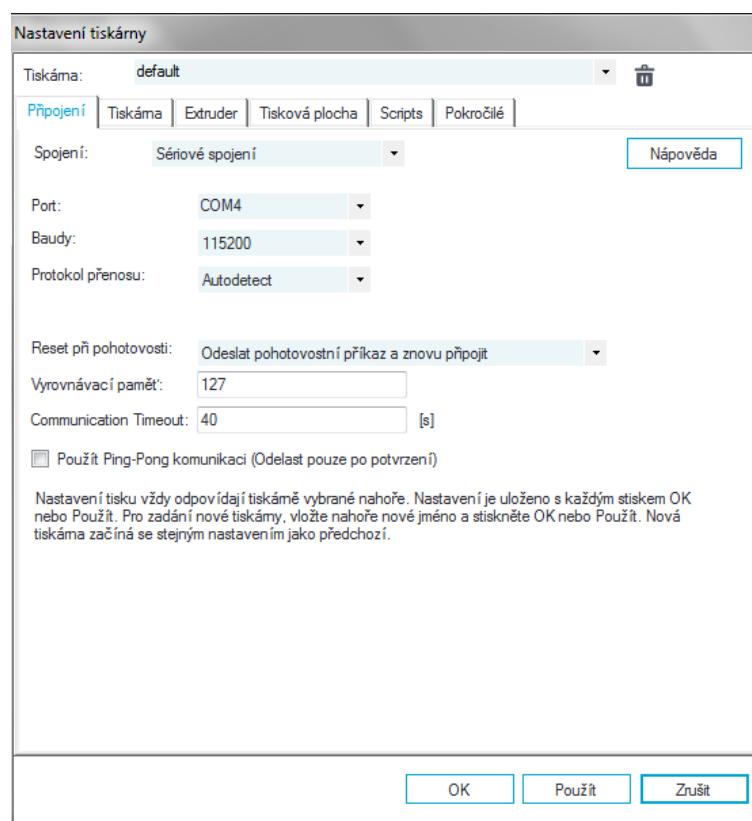 Nastavení tiskárny
Tiskárna: default
Připojení Tiskárna Extruder Tisková plocha Scripts Pokročilé
Spojení: Sériové spojení Nápověda
Port: COM4
Baudy: 115200
Protokol přenosu: Autodetect
Reset při pohotovosti: Odeslat pohotovostní příkaz a znovu připojit
Vyrovnávací paměť: 127
Communication Timeout: 40 [s]
Použít Ping-Pong komunikaci (Odelast pouze po potvrzení)
Nastavení tisku vždy odpovídají tiskárně vybrané nahoře. Nastavení je uloženo s každým stiskem OK
nebo Použít. Pro zadání nové tiskárny, vložte nahoře nové jméno a stiskněte OK nebo Použít. Nová
tiskárna začíná se stejným nastavením jako předchozí.
OK Použít Zrušit